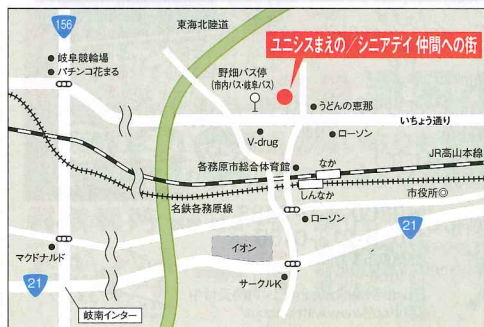 156
東海北陸道
ユニシスまえの／シニアデイ 仲間への街
岐阜競輪場
パチンコ花まる
野畑バス停
(市内バス・岐阜バス)
うどんの恵那
いちょう通り
V-drug
ローソン
JR高山本線
各務原市総合体育館
なか
しんなか
市役所◎
名鉄各務原線
ローソン
21
イオン
マクドナルド
サークルK
21
岐南インター